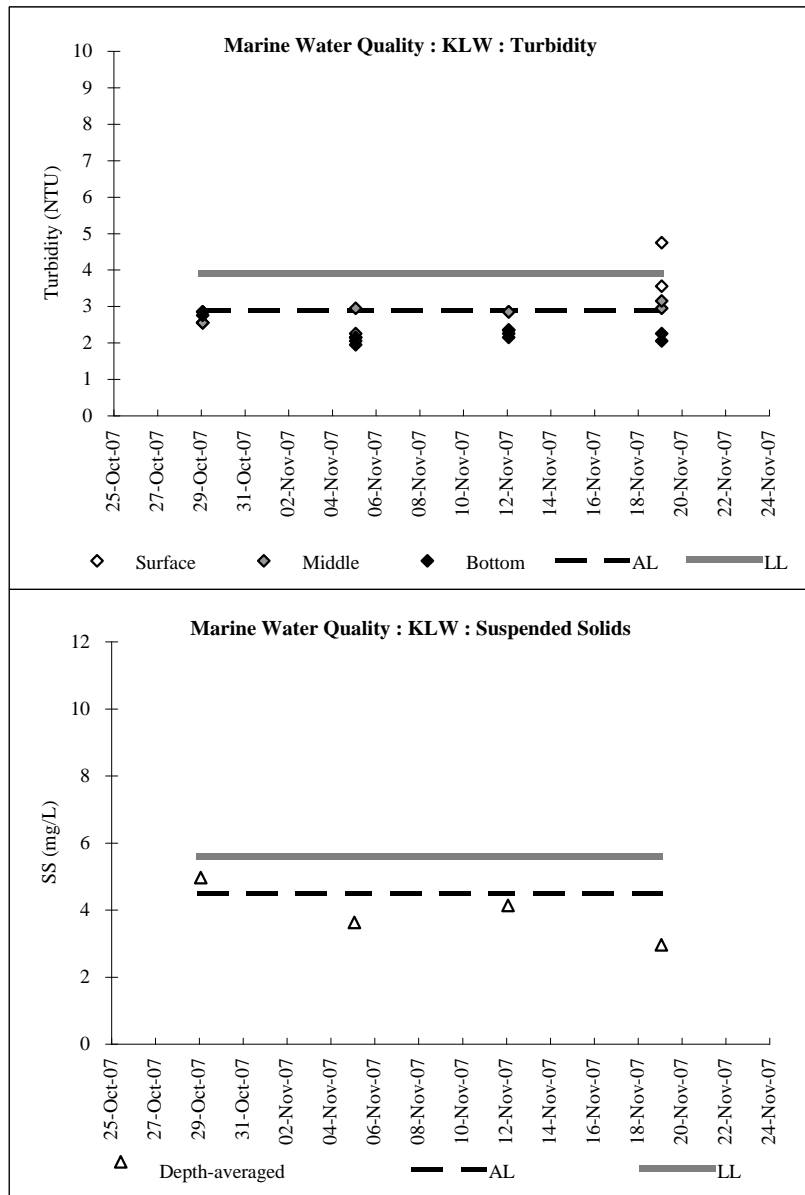 Marine Water Quality : KLW : Turbidity
10
9
8
7
6
5
4
3
2
1
0
Turbidity (NTU)
25-Oct-07
27-Oct-07
29-Oct-07
31-Oct-07
02-Nov-07
04-Nov-07
06-Nov-07
08-Nov-07
10-Nov-07
12-Nov-07
14-Nov-07
16-Nov-07
18-Nov-07
20-Nov-07
22-Nov-07
24-Nov-07
Surface Middle Bottom AL LL
Marine Water Quality : KLW : Suspended Solids
12
10
8
6
4
2
0
SS (mg/L)
25-Oct-07
27-Oct-07
29-Oct-07
31-Oct-07
02-Nov-07
04-Nov-07
06-Nov-07
08-Nov-07
10-Nov-07
12-Nov-07
14-Nov-07
16-Nov-07
18-Nov-07
20-Nov-07
22-Nov-07
24-Nov-07
Depth-averaged AL LL